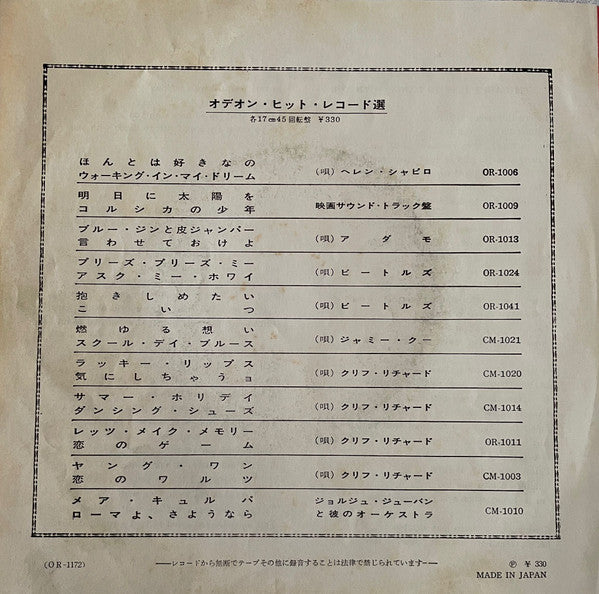 オデオン・ヒット・レコード選
各17cm45回転盤 ￥330
ほんとは好きなの
ウォーキング・イン・マイ・ドリーム （唄）ヘレン・シャピロ OR-1006
明日に太陽を
コルシカの少年 映画サウンド・トラック盤 OR-1009
ブルー・ジンと皮ジャンパー
言わせておけよ （唄）アダモ OR-1013
プリーズ・プリーズ・ミー
アスク・ミー・ホワイ （唄）ビートルズ OR-1024
抱きしめたい
こいつ （唄）ビートルズ OR-1041
燃ゆる想い
スクール・デイ・ブルース （唄）ジャミー・クー CM-1021
ラッキー・リップス
気にしちゃうョ （唄）クリフ・リチャード CM-1020
サマー・ホリデイ
ダンシング・シューズ （唄）クリフ・リチャード CM-1014
レッツ・メイク・メモリー
恋のゲーム （唄）クリフ・リチャード OR-1011
ヤング・ワン
恋のワルツ （唄）クリフ・リチャード CM-1003
メア・キュルパ ジョルジュ・ジューバン
ローマよ、さようなら と彼のオーケストラ CM-1010
(OR-1172) ――レコードから無断でテープその他に録音することは法律で禁じられています―― Ⓟ ￥330
MADE IN JAPAN